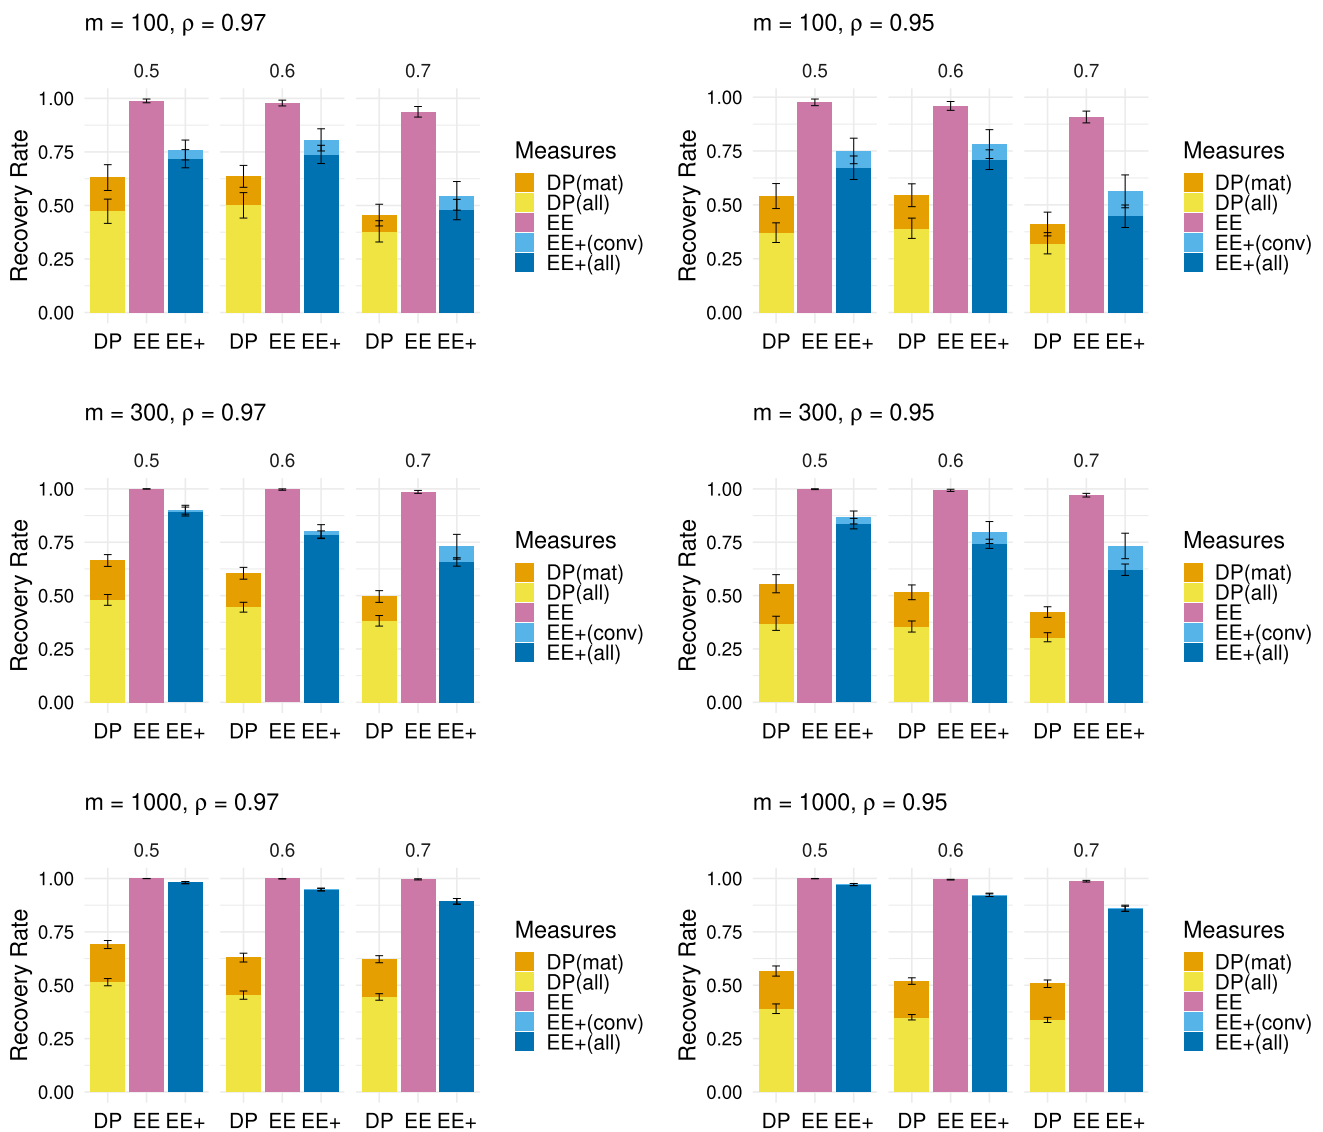 m = 100, ρ = 0.97
0.5 0.6 0.7
1.00
0.75
0.50
0.25
0.00
Recovery Rate
DP EE EE+ DP EE EE+ DP EE EE+
Measures
DP(mat)
DP(all)
EE
EE+(conv)
EE+(all)
m = 100, ρ = 0.95
0.5 0.6 0.7
1.00
0.75
0.50
0.25
0.00
Recovery Rate
DP EE EE+ DP EE EE+ DP EE EE+
Measures
DP(mat)
DP(all)
EE
EE+(conv)
EE+(all)
m = 300, ρ = 0.97
0.5 0.6 0.7
1.00
0.75
0.50
0.25
0.00
Recovery Rate
DP EE EE+ DP EE EE+ DP EE EE+
Measures
DP(mat)
DP(all)
EE
EE+(conv)
EE+(all)
m = 300, ρ = 0.95
0.5 0.6 0.7
1.00
0.75
0.50
0.25
0.00
Recovery Rate
DP EE EE+ DP EE EE+ DP EE EE+
Measures
DP(mat)
DP(all)
EE
EE+(conv)
EE+(all)
m = 1000, ρ = 0.97
0.5 0.6 0.7
1.00
0.75
0.50
0.25
0.00
Recovery Rate
DP EE EE+ DP EE EE+ DP EE EE+
Measures
DP(mat)
DP(all)
EE
EE+(conv)
EE+(all)
m = 1000, ρ = 0.95
0.5 0.6 0.7
1.00
0.75
0.50
0.25
0.00
Recovery Rate
DP EE EE+ DP EE EE+ DP EE EE+
Measures
DP(mat)
DP(all)
EE
EE+(conv)
EE+(all)